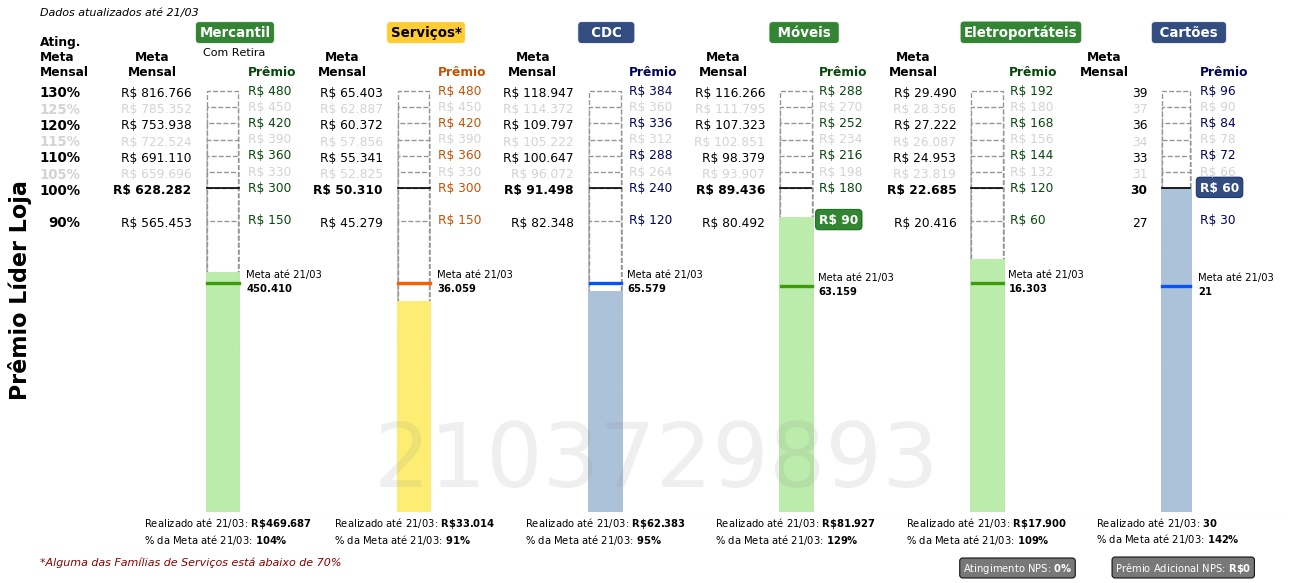 Dados atualizados até 21/03
Mercantil Serviços* CDC Móveis Eletroportáteis Cartões
Com Retira
Ating. Meta Mensal
Meta Mensal Prêmio Meta Mensal Prêmio Meta Mensal Prêmio Meta Mensal Prêmio Meta Mensal Prêmio Meta Mensal Prêmio
130% R$ 816.766 R$ 480 R$ 65.403 R$ 480 R$ 118.947 R$ 384 R$ 116.266 R$ 288 R$ 29.490 R$ 192 39 R$ 96
125% R$ 785.352 R$ 450 R$ 62.887 R$ 450 R$ 114.372 R$ 360 R$ 111.795 R$ 270 R$ 28.356 R$ 180 37 R$ 90
120% R$ 753.938 R$ 420 R$ 60.372 R$ 420 R$ 109.797 R$ 336 R$ 107.323 R$ 252 R$ 27.222 R$ 168 36 R$ 84
115% R$ 722.524 R$ 390 R$ 57.856 R$ 390 R$ 105.222 R$ 312 R$ 102.851 R$ 234 R$ 26.087 R$ 156 34 R$ 78
110% R$ 691.110 R$ 360 R$ 55.341 R$ 360 R$ 100.647 R$ 288 R$ 98.379 R$ 216 R$ 24.953 R$ 144 33 R$ 72
105% R$ 659.696 R$ 330 R$ 52.825 R$ 330 R$ 96.072 R$ 264 R$ 93.907 R$ 198 R$ 23.819 R$ 132 31 R$ 66
100% R$ 628.282 R$ 300 R$ 50.310 R$ 300 R$ 91.498 R$ 240 R$ 89.436 R$ 180 R$ 22.685 R$ 120 30 R$ 60
90% R$ 565.453 R$ 150 R$ 45.279 R$ 150 R$ 82.348 R$ 120 R$ 80.492 R$ 90 R$ 20.416 R$ 60 27 R$ 30
Prêmio Líder Loja
Meta até 21/03 Meta até 21/03 Meta até 21/03 Meta até 21/03 Meta até 21/03 Meta até 21/03
450.410 36.059 65.579 63.159 16.303 21
2103729893
Realizado até 21/03: R$469.687 Realizado até 21/03: R$33.014 Realizado até 21/03: R$62.383 Realizado até 21/03: R$81.927 Realizado até 21/03: R$17.900 Realizado até 21/03: 30
% da Meta até 21/03: 104% % da Meta até 21/03: 91% % da Meta até 21/03: 95% % da Meta até 21/03: 129% % da Meta até 21/03: 109% % da Meta até 21/03: 142%
*Alguma das Famílias de Serviços está abaixo de 70%
Atingimento NPS: 0% Prêmio Adicional NPS: R$0